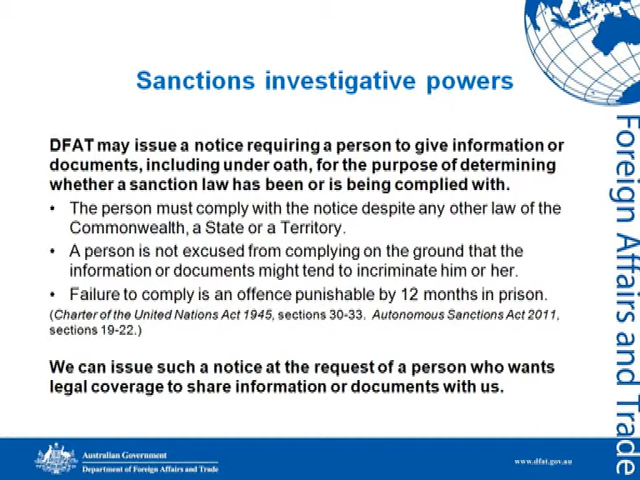 Sanctions investigative powers
DFAT may issue a notice requiring a person to give information or
documents, including under oath, for the purpose of determining
whether a sanction law has been or is being complied with.
• The person must comply with the notice despite any other law of the
Commonwealth, a State or a Territory.
• A person is not excused from complying on the ground that the
information or documents might tend to incriminate him or her.
• Failure to comply is an offence punishable by 12 months in prison.
(Charter of the United Nations Act 1945, sections 30-33. Autonomous Sanctions Act 2011,
sections 19-22.)
We can issue such a notice at the request of a person who wants
legal coverage to share information or documents with us.
Foreign Affairs and Trade
Australian Government
Department of Foreign Affairs and Trade
www.dfat.gov.au